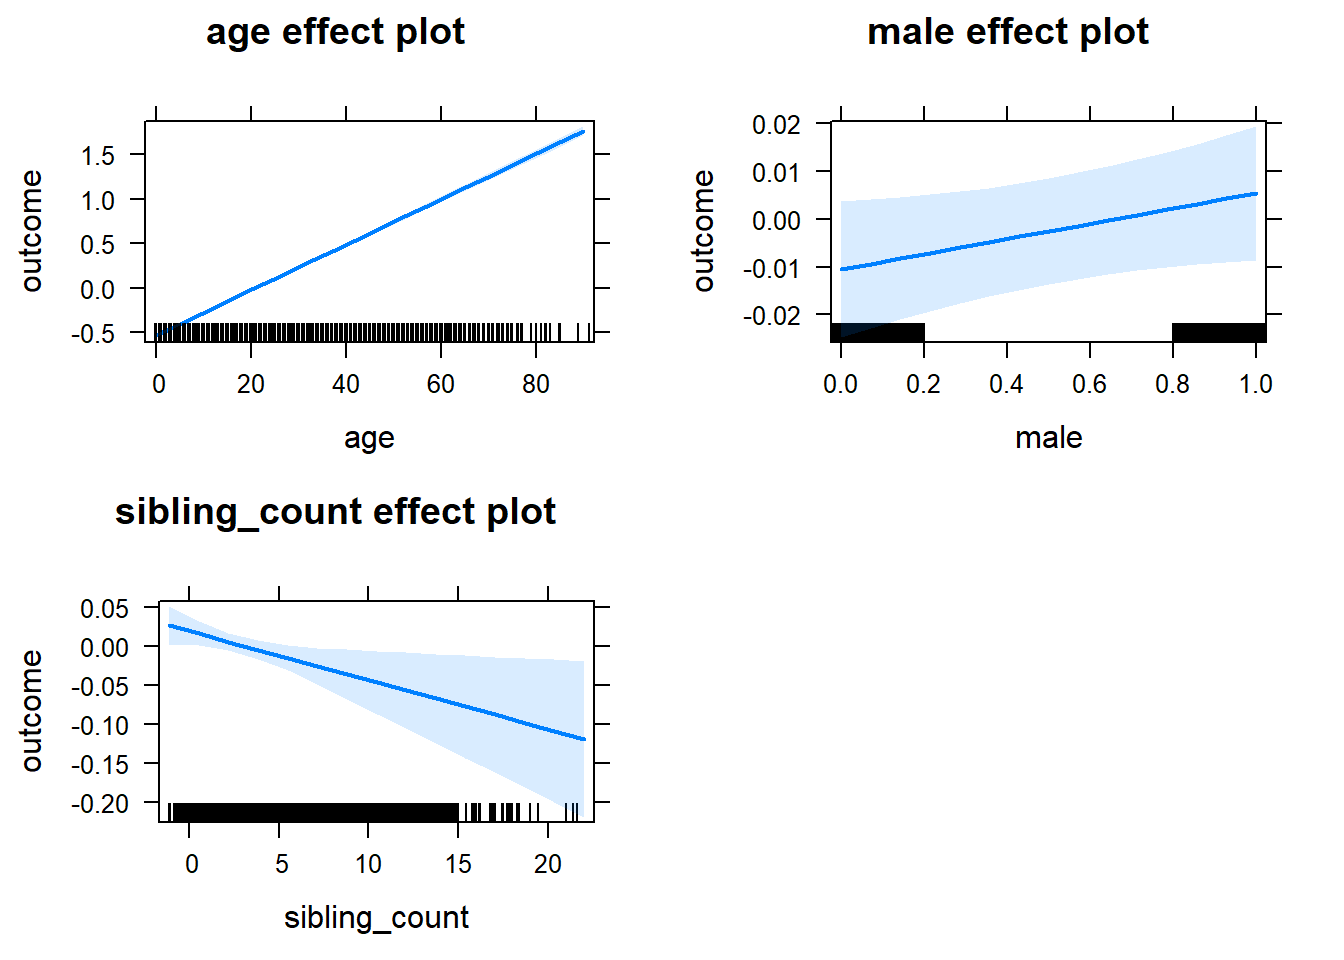 age effect plot
outcome
1.5
1.0
0.5
0.0
-0.5
0 20 40 60 80
age
male effect plot
outcome
0.02
0.01
0.00
-0.01
-0.02
0.0 0.2 0.4 0.6 0.8 1.0
male
sibling_count effect plot
outcome
0.05
0.00
-0.05
-0.10
-0.15
-0.20
0 5 10 15 20
sibling_count